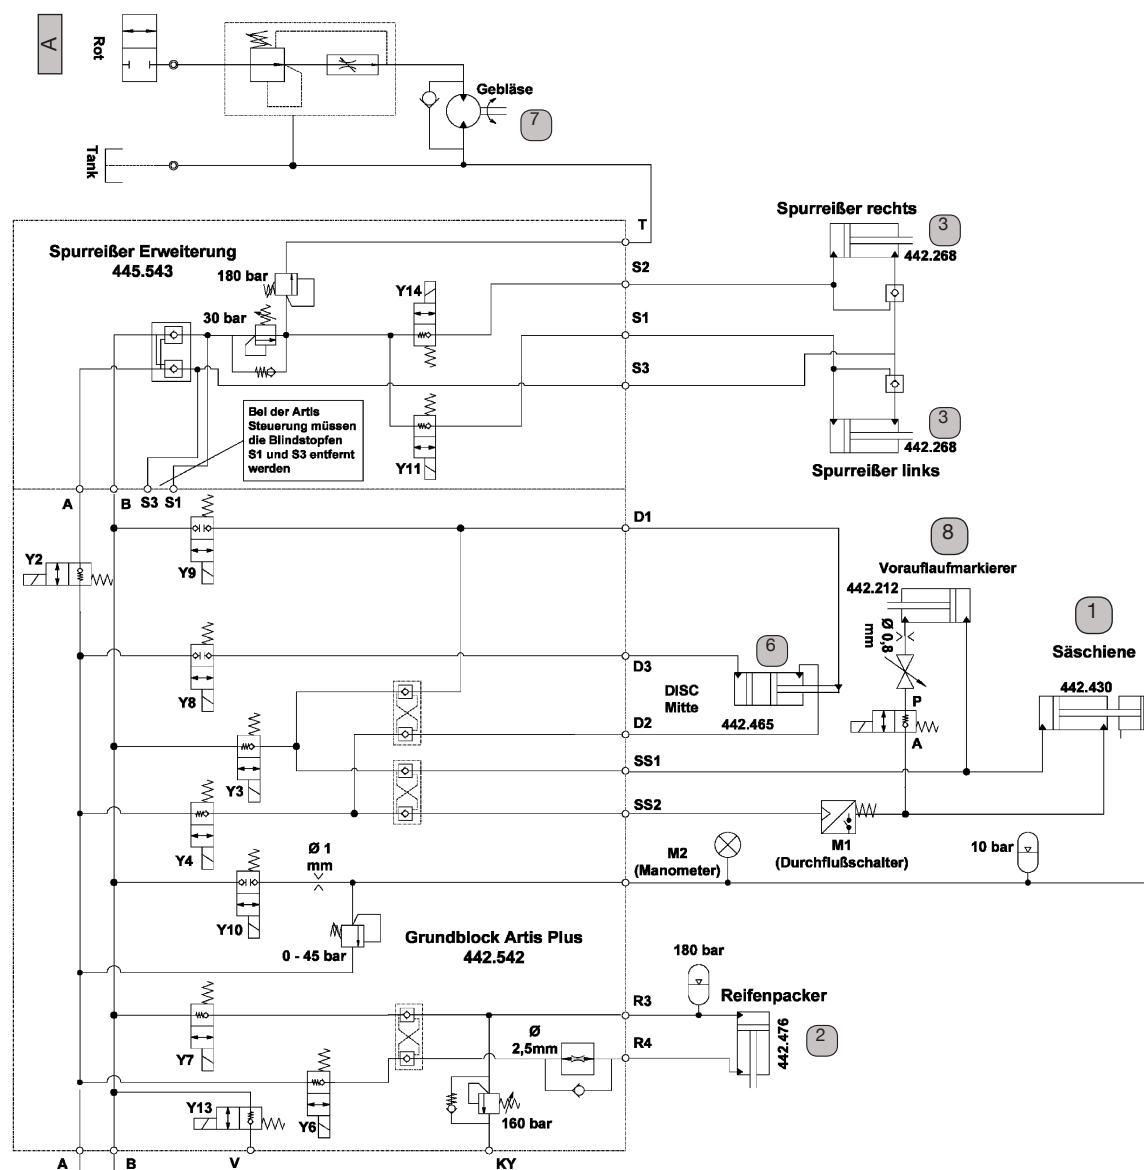 A
Rot
Gebläse
7
Tank
T
Spurreißer rechts
3
442.268
Spurreißer Erweiterung
445.543
180 bar
S2
Y14
30 bar
S1
S3
Bei der Artis
Steuerung müssen
die Blindstopfen
S1 und S3 entfernt
werden
Y11
3
442.268
Spurreißer links
A
B
S3
S1
D1
Y2
Y9
8
Vorauflaufmarkierer
442.212
Ø 0,8
mm
1
Säschiene
6
D3
Y8
DISC
Mitte
442.430
P
442.465
D2
A
SS1
Y3
SS2
Y4
Ø 1
mm
M2
(Manometer)
M1
(Durchflußschalter)
10 bar
Y10
0 - 45 bar
Grundblock Artis Plus
442.542
180 bar
R3
Reifenpacker
Ø
2,5mm
R4
442.476
2
Y7
Y13
Y6
160 bar
A
B
V
KY